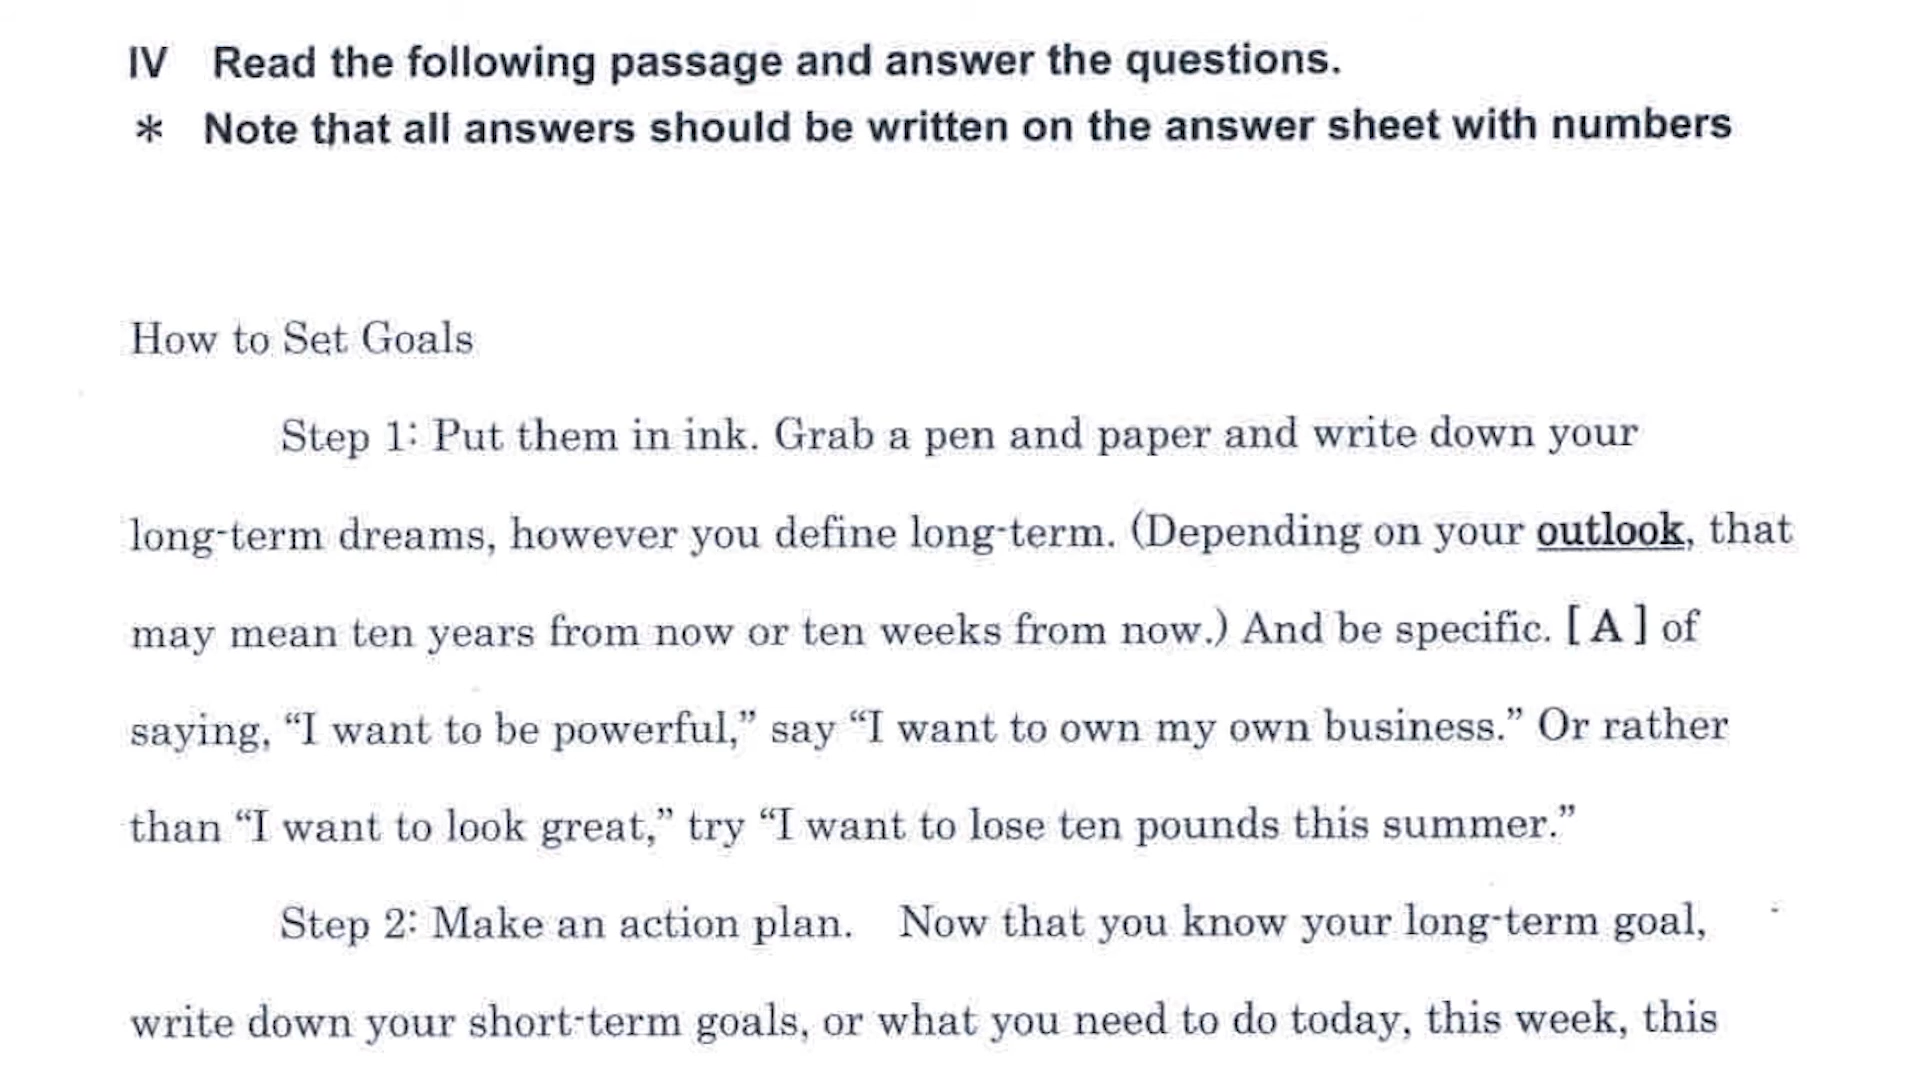 IV Read the following passage and answer the questions.
* Note that all answers should be written on the answer sheet with numbers
How to Set Goals
Step 1: Put them in ink. Grab a pen and paper and write down your
long-term dreams, however you define long-term. (Depending on your outlook, that
may mean ten years from now or ten weeks from now.) And be specific. [ A ] of
saying, “I want to be powerful,” say “I want to own my own business.” Or rather
than “I want to look great,” try “I want to lose ten pounds this summer.”
Step 2: Make an action plan. Now that you know your long-term goal,
write down your short-term goals, or what you need to do today, this week, this